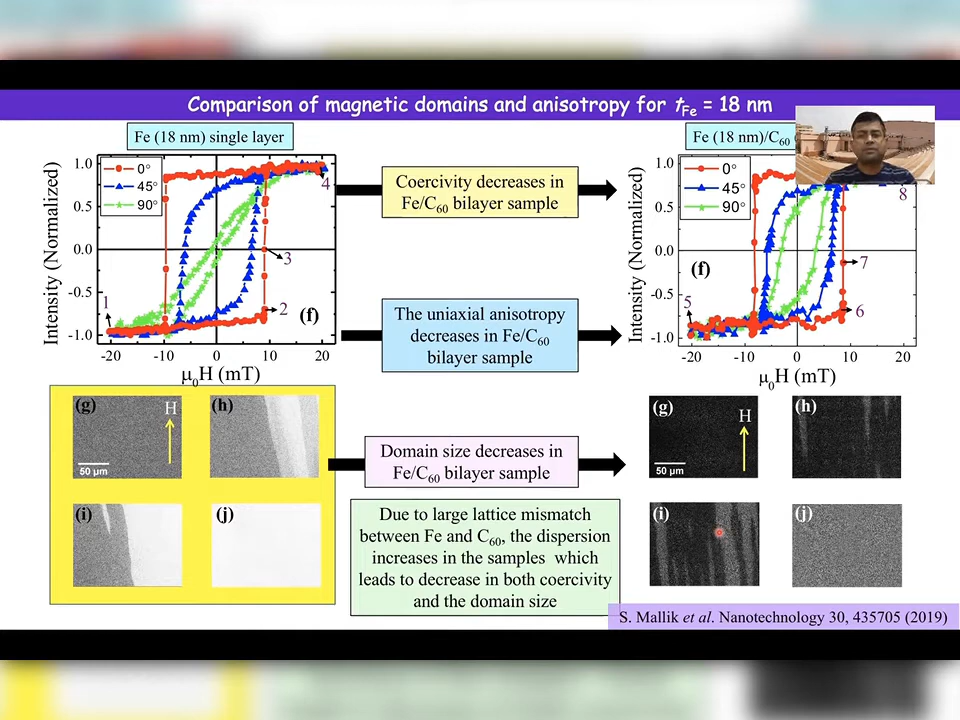 Comparison of magnetic domains and anisotropy for tFe = 18 nm
Fe (18 nm) single layer
Intensity (Normalized)
1.0
0.5
0.0
-0.5
-1.0
0°
45°
90°
1
2
3
4
(f)
-20
-10
0
10
20
μ0H (mT)
Coercivity decreases in
Fe/C60 bilayer sample
The uniaxial anisotropy
decreases in Fe/C60
bilayer sample
Fe (18 nm)/C60
Intensity (Normalized)
1.0
0.5
0.0
-0.5
-1.0
0°
45°
90°
5
6
7
8
(f)
-20
-10
0
10
20
μ0H (mT)
(g)
H
50 μm
(h)
(i)
(j)
Domain size decreases in
Fe/C60 bilayer sample
Due to large lattice mismatch
between Fe and C60, the dispersion
increases in the samples which
leads to decrease in both coercivity
and the domain size
(g)
H
50 μm
(h)
(i)
(j)
S. Mallik et al. Nanotechnology 30, 435705 (2019)